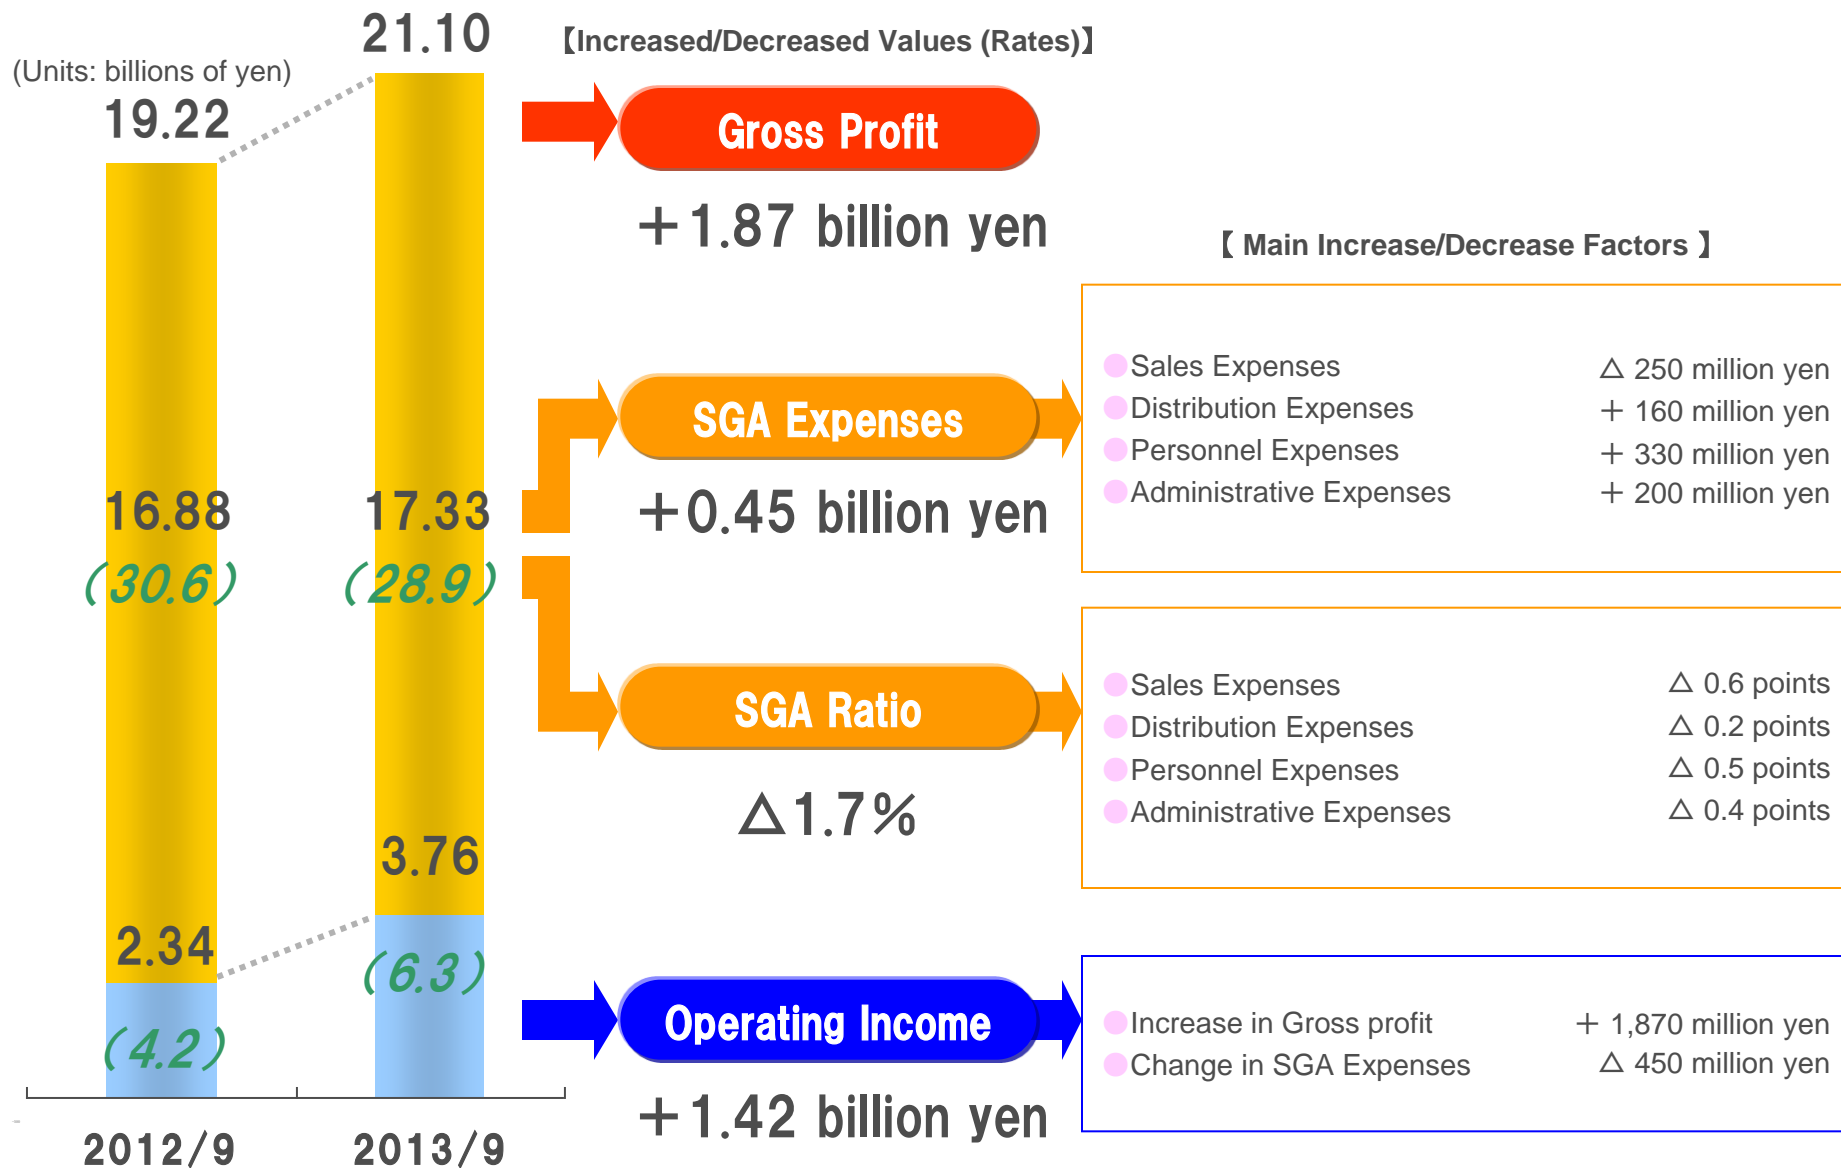 (Units: billions of yen)
19.22
21.10
16.88
(30.6)
17.33
(28.9)
2.34
(4.2)
3.76
(6.3)
2012/9
2013/9
【Increased/Decreased Values (Rates)】
Gross Profit
+1.87 billion yen
SGA Expenses
+0.45 billion yen
SGA Ratio
△1.7%
Operating Income
+1.42 billion yen
【 Main Increase/Decrease Factors 】
Sales Expenses △ 250 million yen
Distribution Expenses + 160 million yen
Personnel Expenses + 330 million yen
Administrative Expenses + 200 million yen
Sales Expenses △ 0.6 points
Distribution Expenses △ 0.2 points
Personnel Expenses △ 0.5 points
Administrative Expenses △ 0.4 points
Increase in Gross profit + 1,870 million yen
Change in SGA Expenses △ 450 million yen